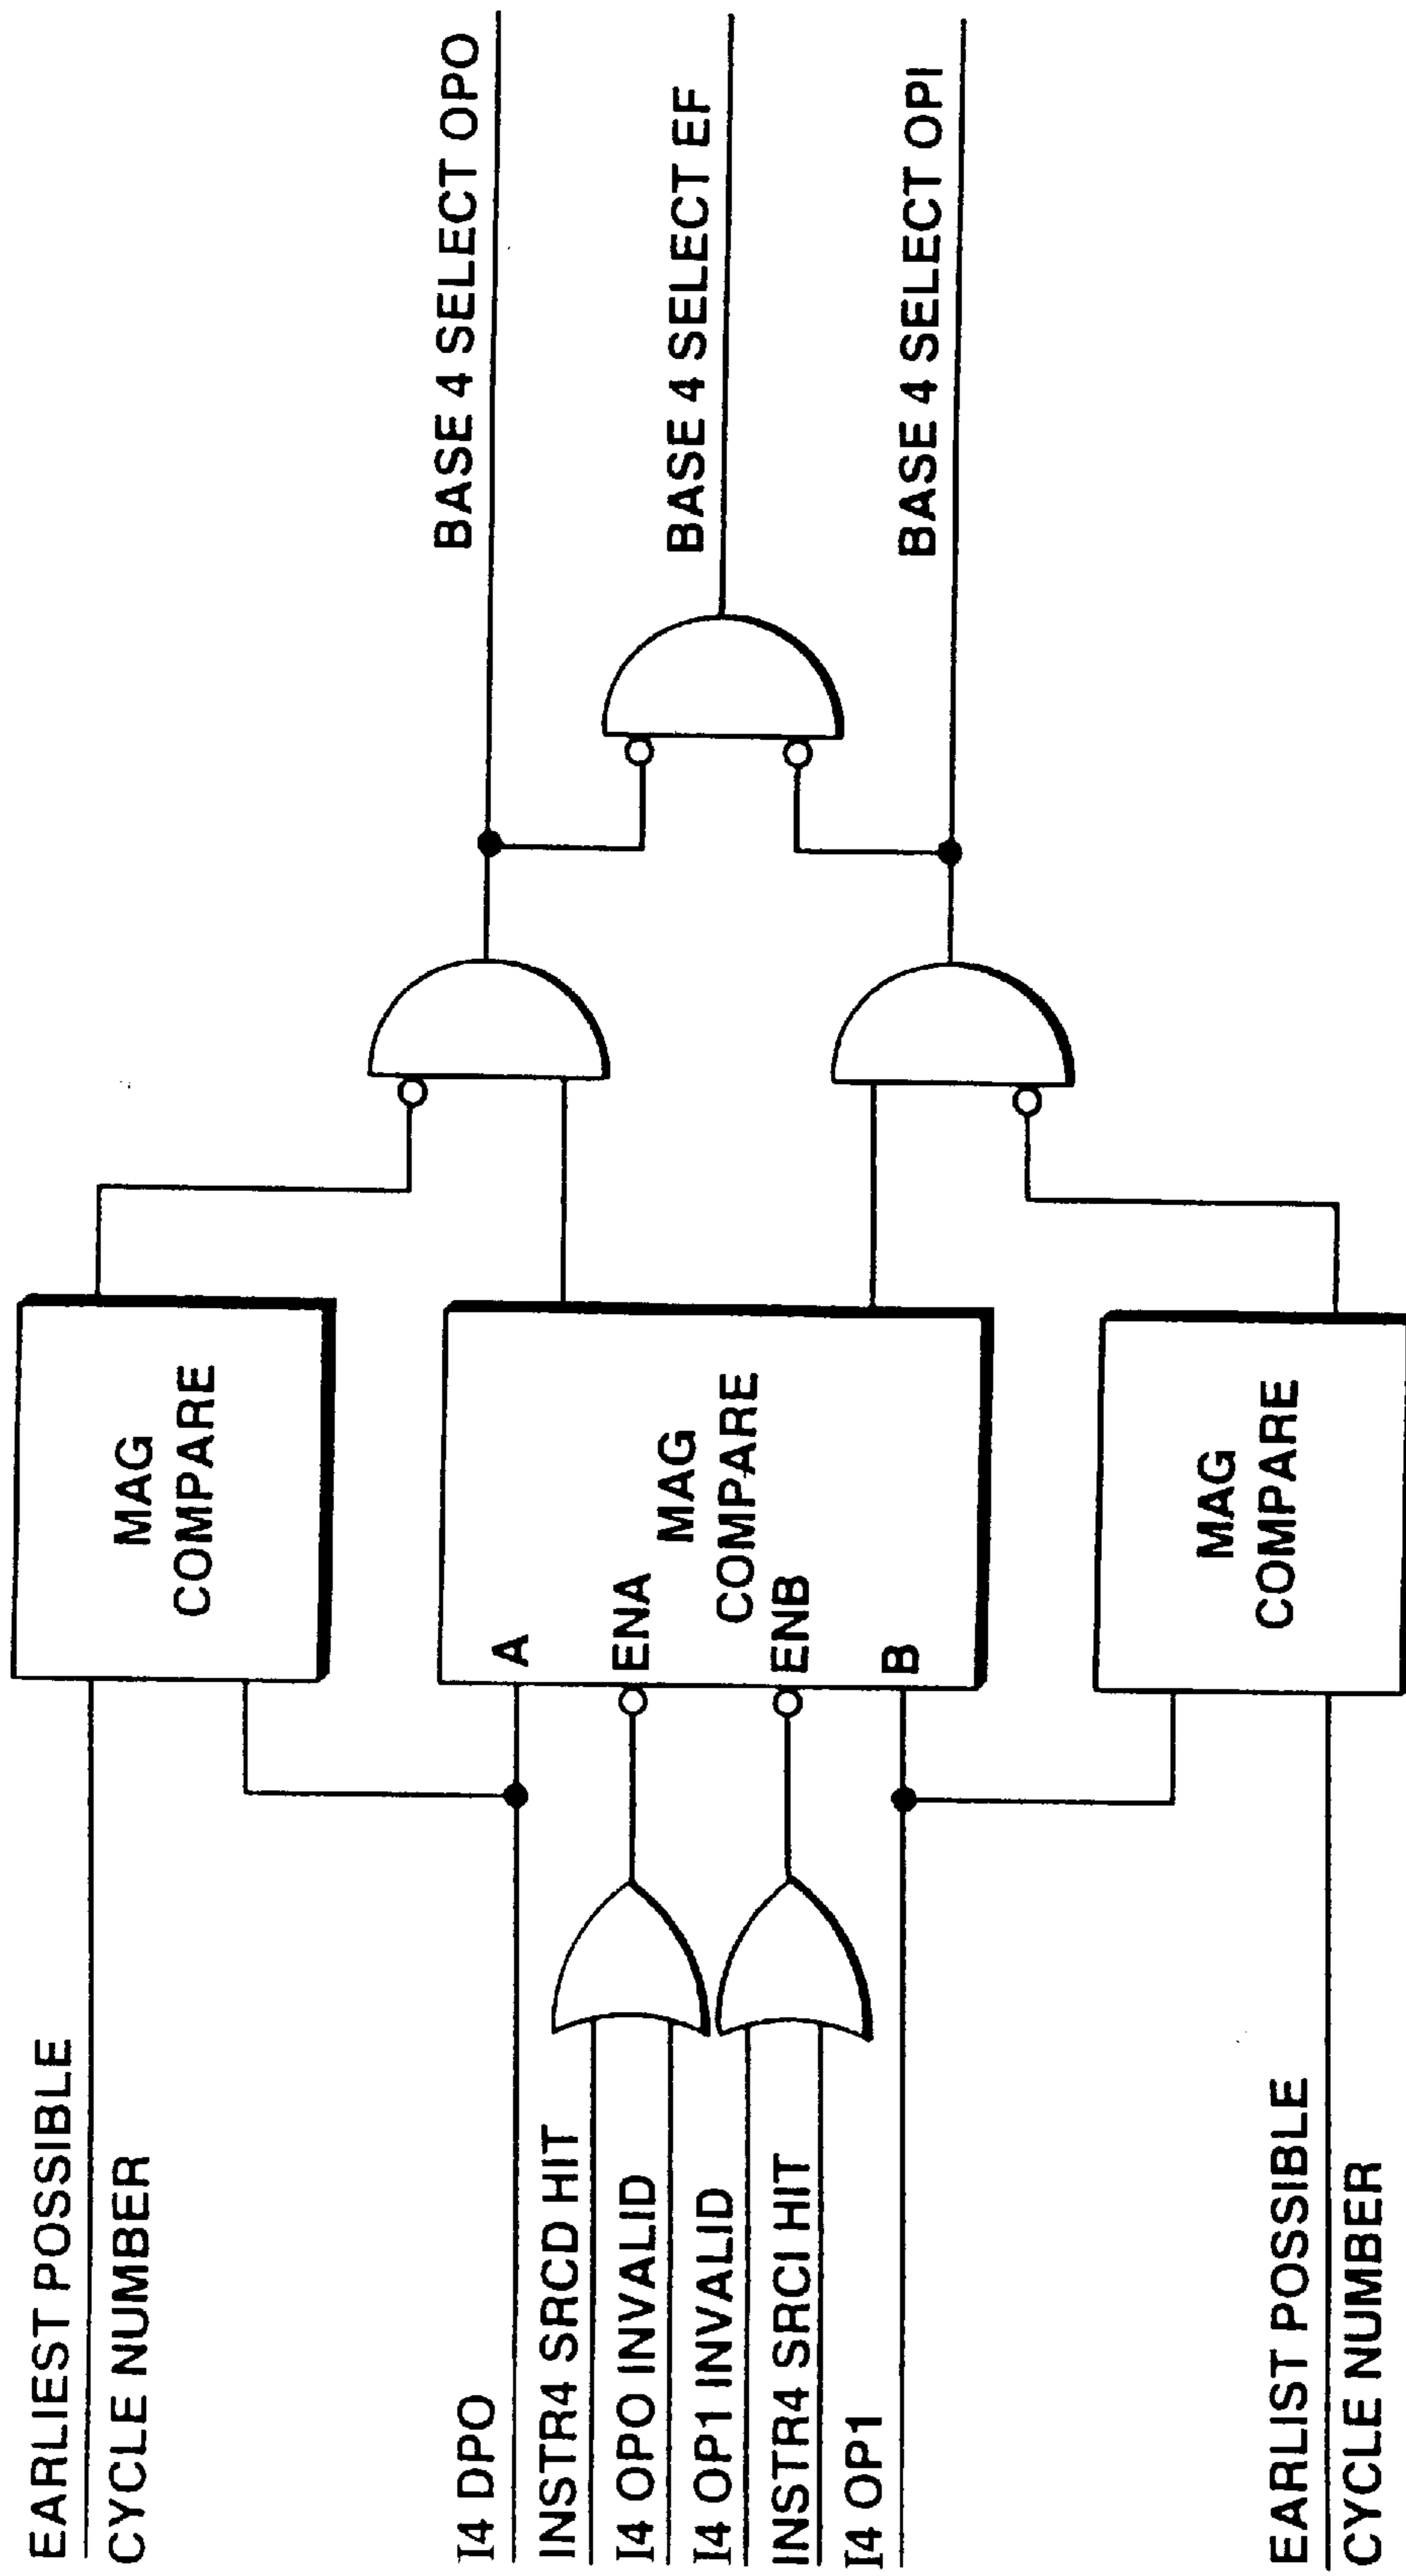 EARLIEST POSSIBLE
CYCLE NUMBER
I4 DPO
INSTR4 SRCD HIT
I4 OPO INVALID
I4 OP1 INVALID
INSTR4 SRCI HIT
I4 OP1
EARLIST POSSIBLE
CYCLE NUMBER
MAG
COMPARE
A
ENA
MAG
COMPARE
ENB
B
MAG
COMPARE
BASE 4 SELECT OPO
BASE 4 SELECT EF
BASE 4 SELECT OPI